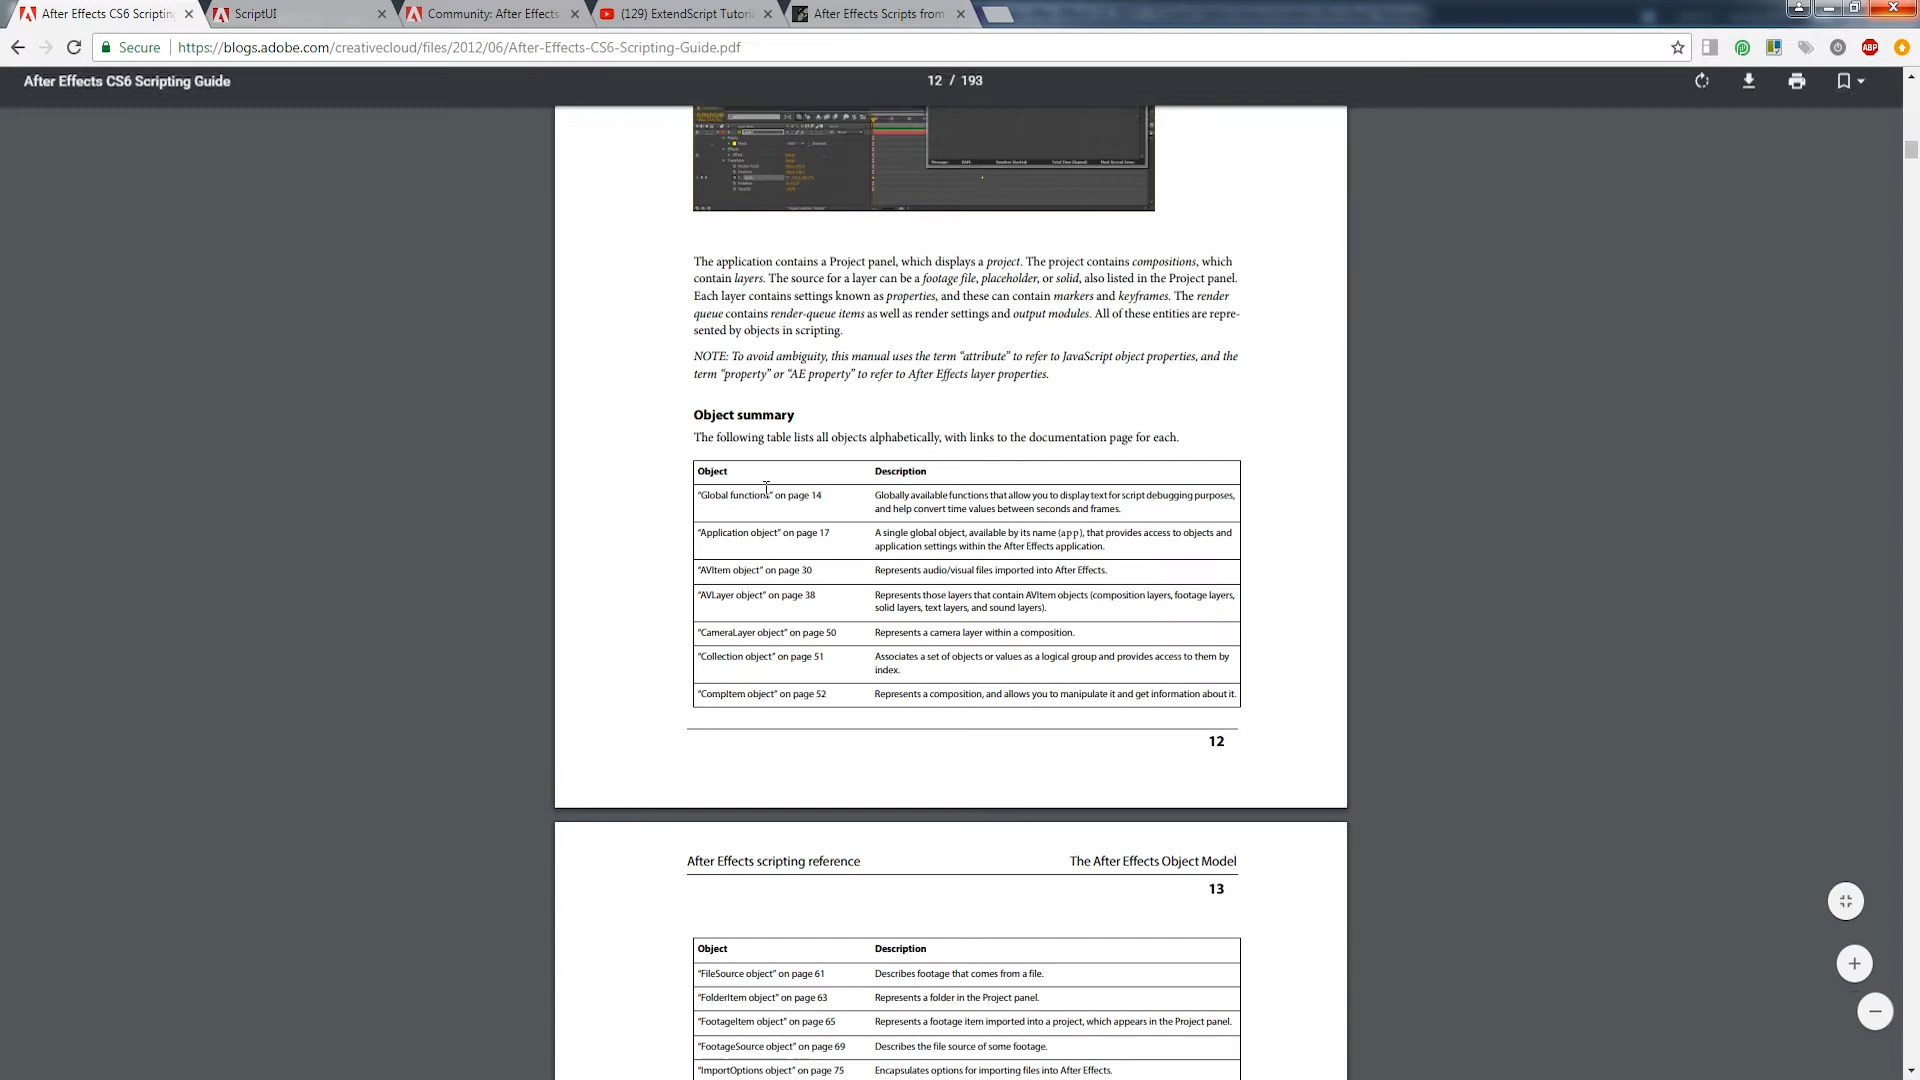 After Effects CS6 Scripting
ScriptUI
Community: After Effects
(129) ExtendScript Tutori
After Effects Scripts from
Secure
https://blogs.adobe.com/creativecloud/files/2012/06/After-Effects-CS6-Scripting-Guide.pdf
ABP
After Effects CS6 Scripting Guide
12 / 193
The application contains a Project panel, which displays a project. The project contains compositions, which
contain layers. The source for a layer can be a footage file, placeholder, or solid, also listed in the Project panel.
Each layer contains settings known as properties, and these can contain markers and keyframes. The render
queue contains render-queue items as well as render settings and output modules. All of these entities are repre-
sented by objects in scripting.
NOTE: To avoid ambiguity, this manual uses the term “attribute” to refer to JavaScript object properties, and the
term “property” or “AE property” to refer to After Effects layer properties.
Object summary
The following table lists all objects alphabetically, with links to the documentation page for each.
Object Description
“Global functions” on page 14 Globally available functions that allow you to display text for script debugging purposes,
and help convert time values between seconds and frames.
“Application object” on page 17 A single global object, available by its name (app), that provides access to objects and
application settings within the After Effects application.
“AVItem object” on page 30 Represents audio/visual files imported into After Effects.
“AVLayer object” on page 38 Represents those layers that contain AVItem objects (composition layers, footage layers,
solid layers, text layers, and sound layers).
“CameraLayer object” on page 50 Represents a camera layer within a composition.
“Collection object” on page 51 Associates a set of objects or values as a logical group and provides access to them by
index.
“CompItem object” on page 52 Represents a composition, and allows you to manipulate it and get information about it.
12
After Effects scripting reference The After Effects Object Model
13
Object Description
“FileSource object” on page 61 Describes footage that comes from a file.
“FolderItem object” on page 63 Represents a folder in the Project panel.
“FootageItem object” on page 65 Represents a footage item imported into a project, which appears in the Project panel.
“FootageSource object” on page 69 Describes the file source of some footage.
“ImportOptions object” on page 75 Encapsulates options for importing files into After Effects.